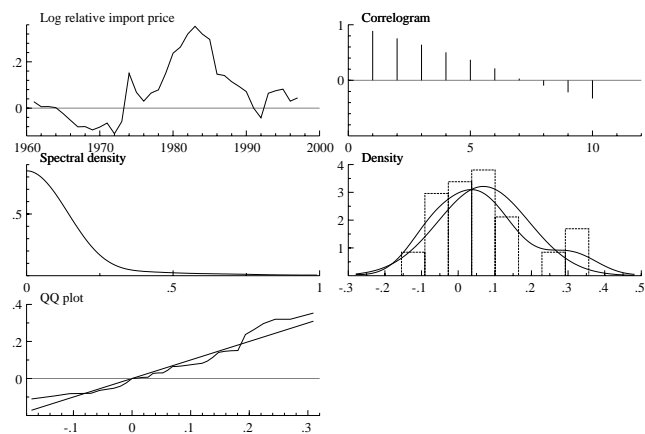 Log relative import price
.2
0
1960 1970 1980 1990 2000
Correlogram
1
0
0 5 10
Spectral density
.5
0 .5 1
Density
4
3
2
1
-.3 -.2 -.1 0 .1 .2 .3 .4 .5
QQ plot
.4
.2
0
-.1 0 .1 .2 .3